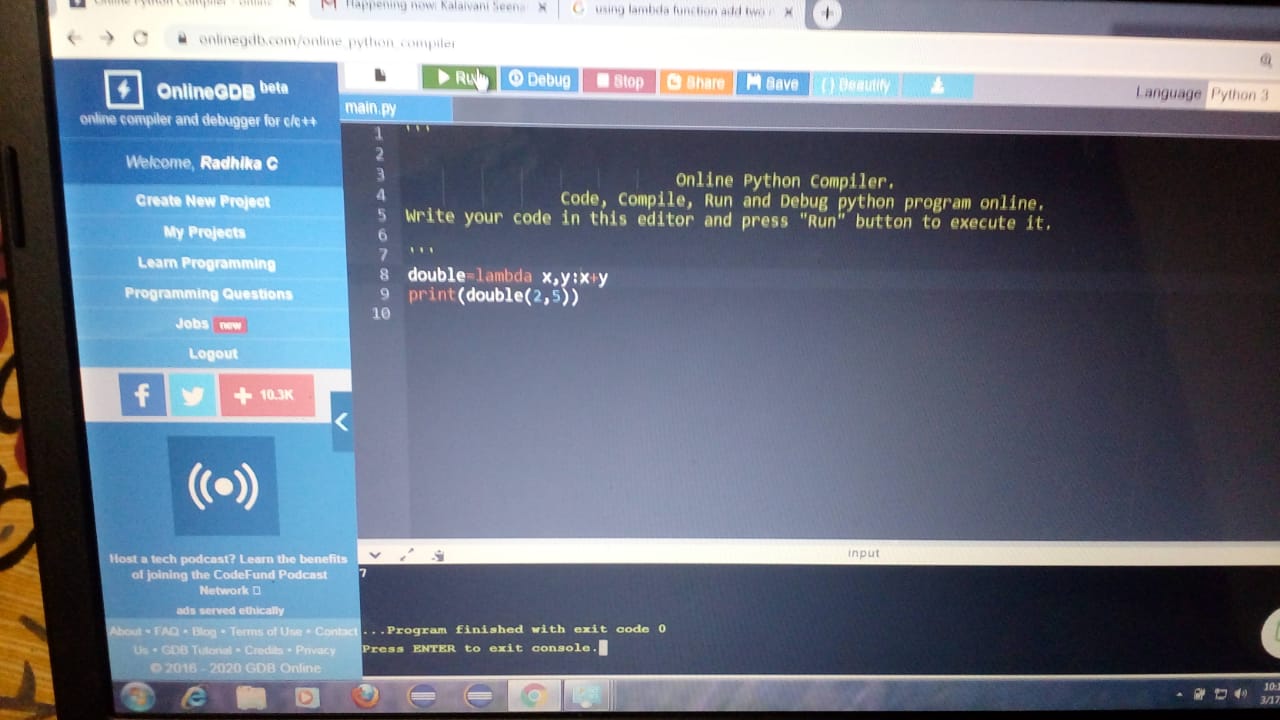 Online Python Compiler - online
Happening now: Kalaivani Seena
using lambda function add two
onlinegdb.com/online_python_compiler
OnlineGDB beta
online compiler and debugger for c/c++
Welcome, Radhika C
Create New Project
My Projects
Learn Programming
Programming Questions
Jobs new
Logout
10.3K
Host a tech podcast? Learn the benefits
of joining the CodeFund Podcast
Network
ads served ethically
About • FAQ • Blog • Terms of Use • Contact
Us • GDB Tutorial • Credits • Privacy
© 2016 - 2020 GDB Online
Run Debug Stop Share Save {} Beautify
Language Python 3
main.py
1 '''
2
3 Online Python Compiler.
4 Code, Compile, Run and Debug python program online.
5 Write your code in this editor and press "Run" button to execute it.
6
7 '''
8 double=lambda x,y:x+y
9 print(double(2,5))
10
input
7
...Program finished with exit code 0
Press ENTER to exit console.